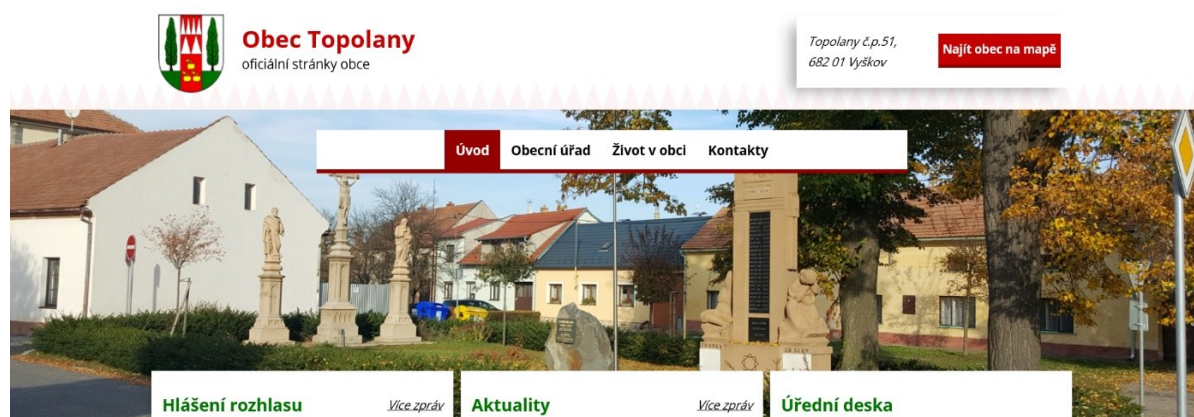 Obec Topolany
oficiální stránky obce
Topolany č.p.51,
682 01 Vyškov
Najít obec na mapě
Úvod Obecní úřad Život v obci Kontakty
Hlášení rozhlasu Více zpráv Aktuality Více zpráv Úřední deska